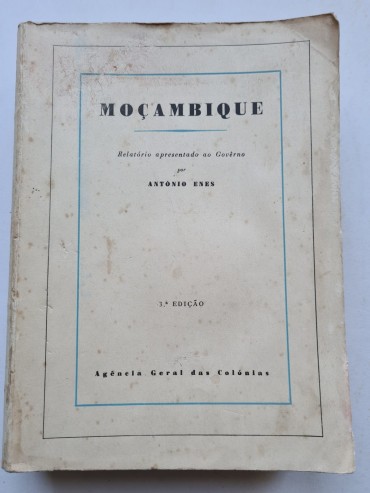 MOÇAMBIQUE
Relatório apresentado ao Govêrno
por
ANTÓNIO ENES
3.ª EDIÇÃO
Agência Geral das Colónias